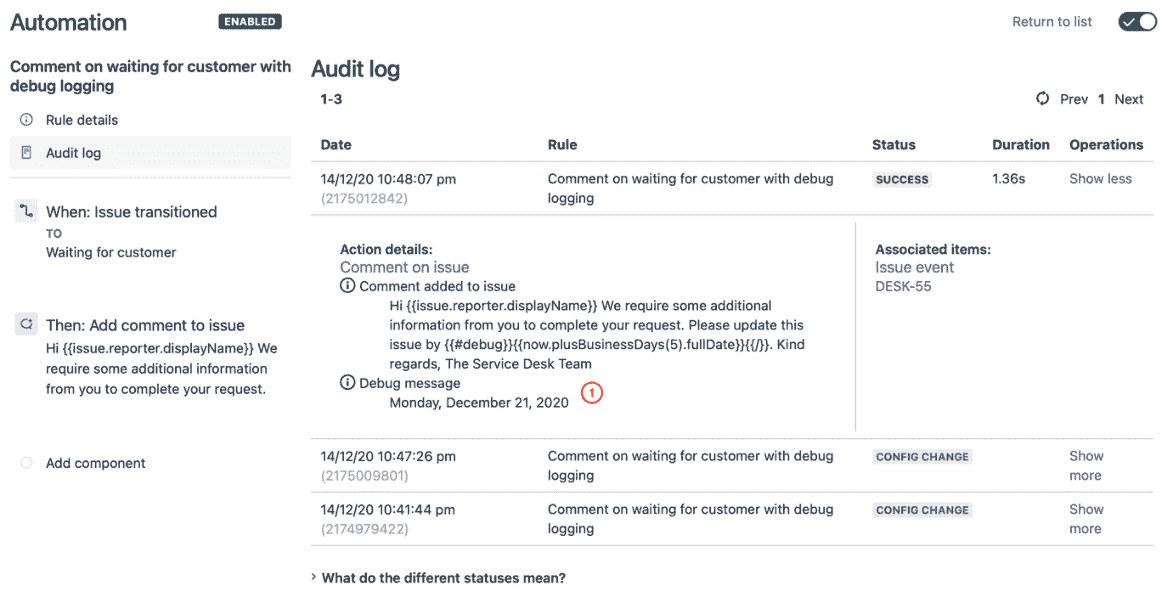 Automation
ENABLED
Return to list
Comment on waiting for customer with
debug logging
Rule details
Audit log
When: Issue transitioned
TO
Waiting for customer
Then: Add comment to issue
Hi {{issue.reporter.displayName}} We
require some additional information
from you to complete your request.
Add component
Audit log
1-3
Prev 1 Next
Date Rule Status Duration Operations
14/12/20 10:48:07 pm Comment on waiting for customer with debug SUCCESS 1.36s Show less
(2175012842) logging
Action details:
Comment on issue
Comment added to issue
Hi {{issue.reporter.displayName}} We require some additional
information from you to complete your request. Please update this
issue by {{#debug}}{{now.plusBusinessDays(5).fullDate}}{{/}}. Kind
regards, The Service Desk Team
Debug message
Monday, December 21, 2020
1
Associated items:
Issue event
DESK-55
14/12/20 10:47:26 pm Comment on waiting for customer with debug CONFIG CHANGE Show
(2175009801) logging more
14/12/20 10:41:44 pm Comment on waiting for customer with debug CONFIG CHANGE Show
(2174979422) logging more
What do the different statuses mean?